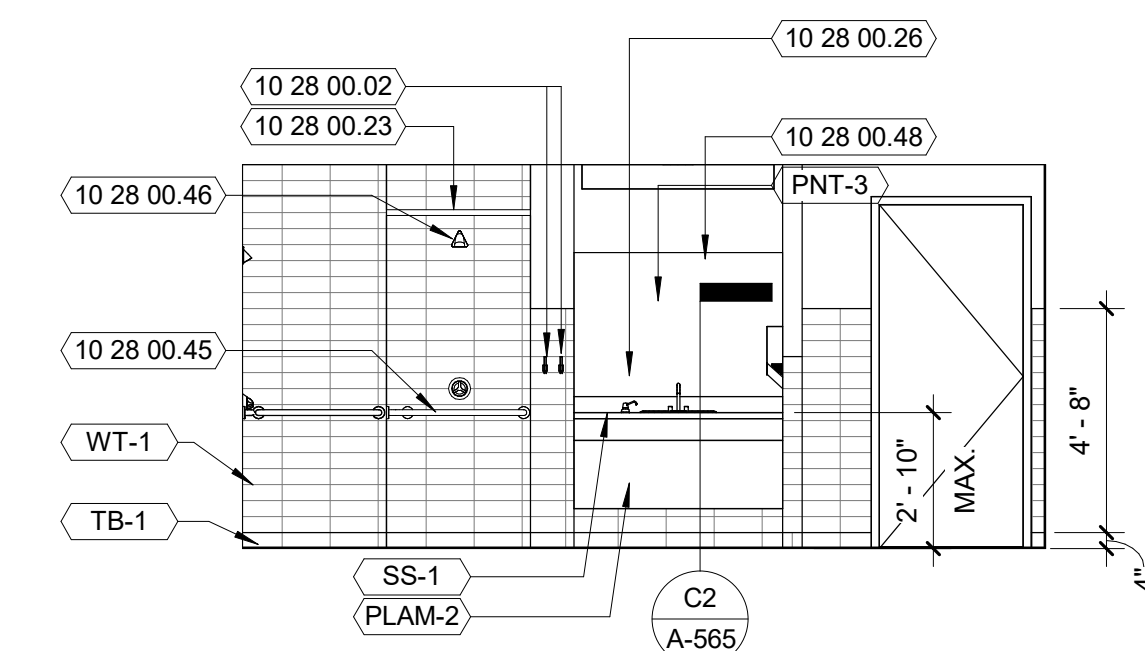 10 28 00.26
10 28 00.02
10 28 00.23
10 28 00.48
10 28 00.46
PNT-3
10 28 00.45
WT-1
TB-1
2' - 10"
MAX.
4' - 8"
4"
SS-1
PLAM-2
C2
A-565